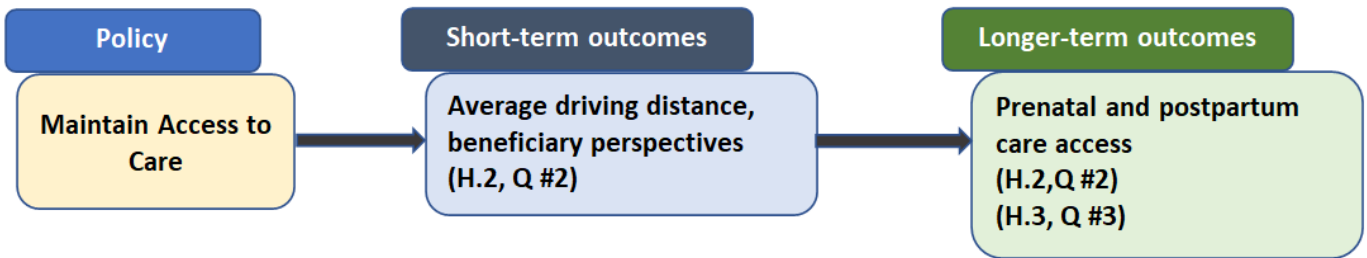 Policy
Maintain Access to
Care
Short-term outcomes
Average driving distance,
beneficiary perspectives
(H.2, Q #2)
Longer-term outcomes
Prenatal and postpartum
care access
(H.2,Q #2)
(H.3, Q #3)